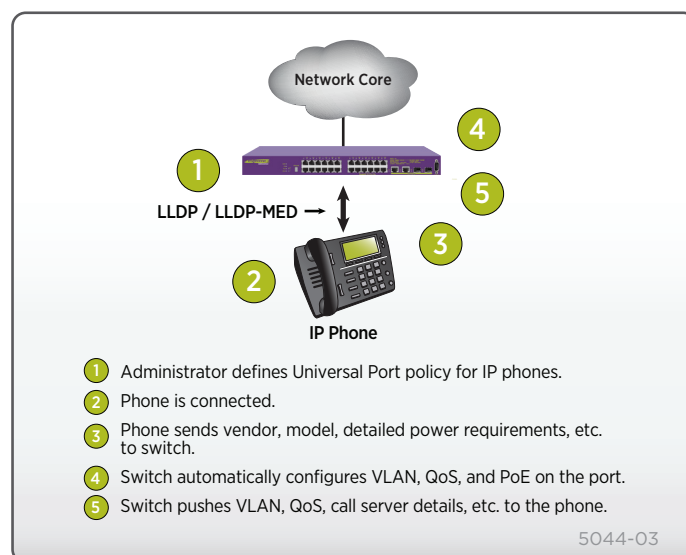 Network Core
4
1
5
LLDP / LLDP-MED →
3
2
IP Phone
1 Administrator defines Universal Port policy for IP phones.
2 Phone is connected.
3 Phone sends vendor, model, detailed power requirements, etc.
to switch.
4 Switch automatically configures VLAN, QoS, and PoE on the port.
5 Switch pushes VLAN, QoS, call server details, etc. to the phone.
5044-03